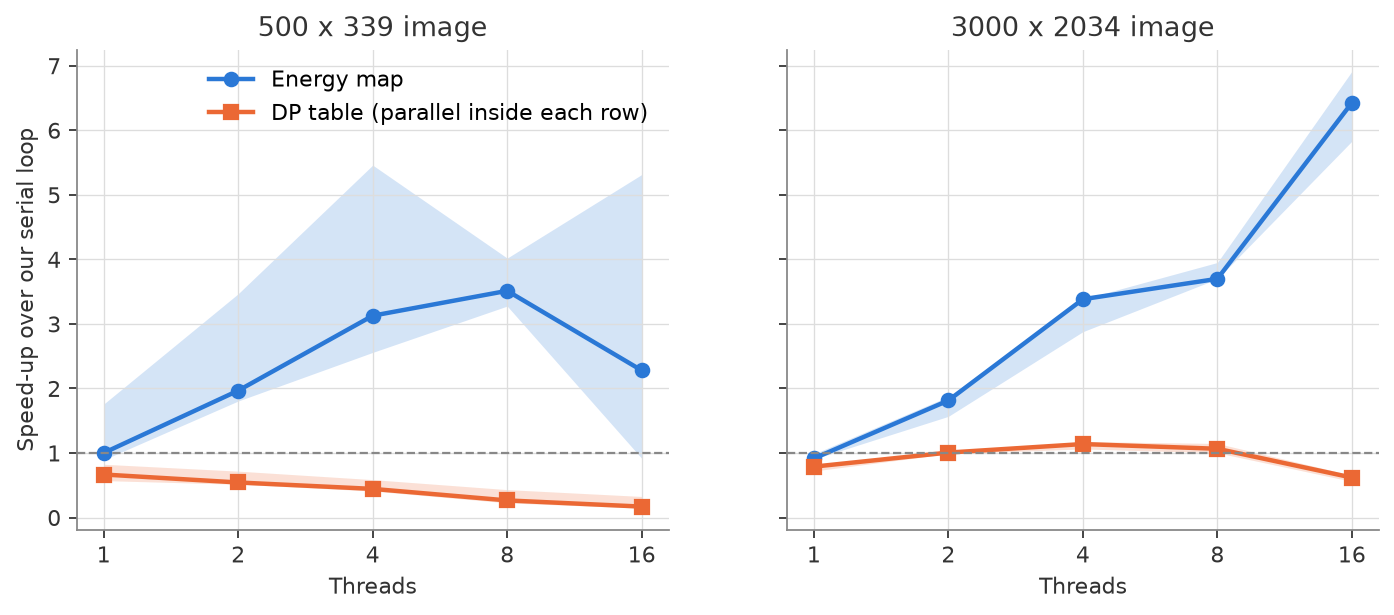 500 x 339 image
Energy map
DP table (parallel inside each row)
Speed-up over our serial loop
7
6
5
4
3
2
1
0
1 2 4 8 16
Threads
3000 x 2034 image
1 2 4 8 16
Threads